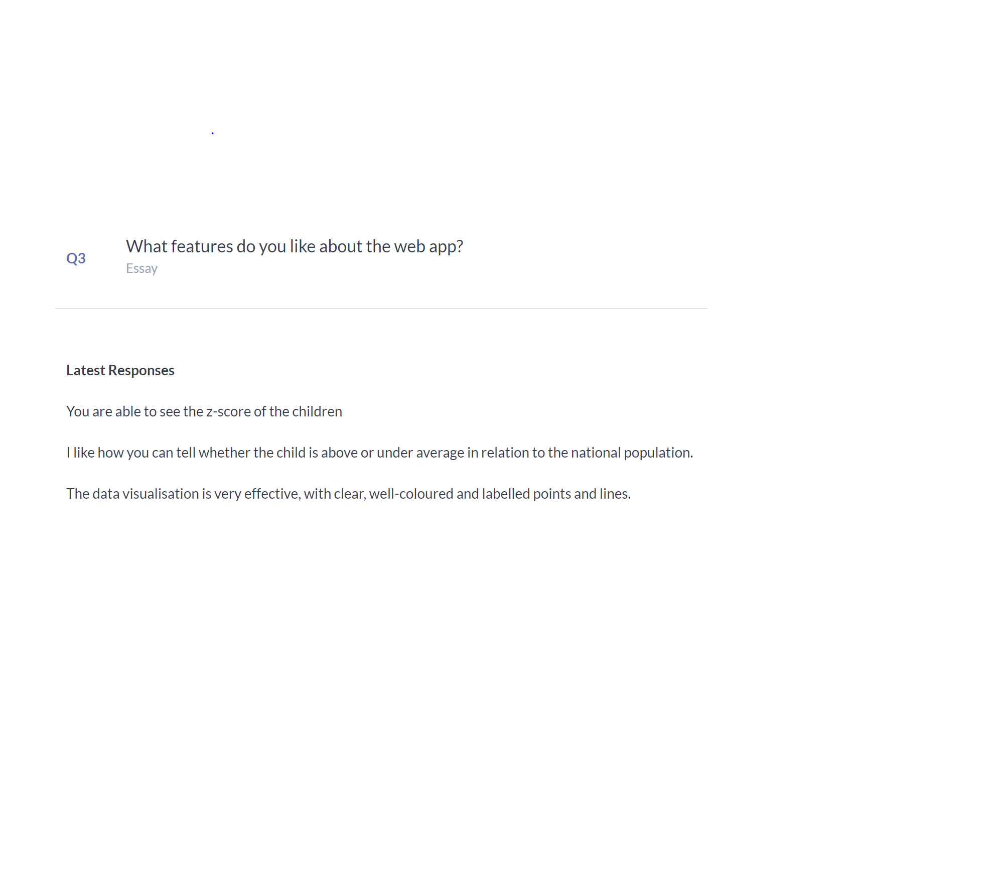 Q3
What features do you like about the web app?
Essay
Latest Responses
You are able to see the z-score of the children
I like how you can tell whether the child is above or under average in relation to the national population.
The data visualisation is very effective, with clear, well-coloured and labelled points and lines.